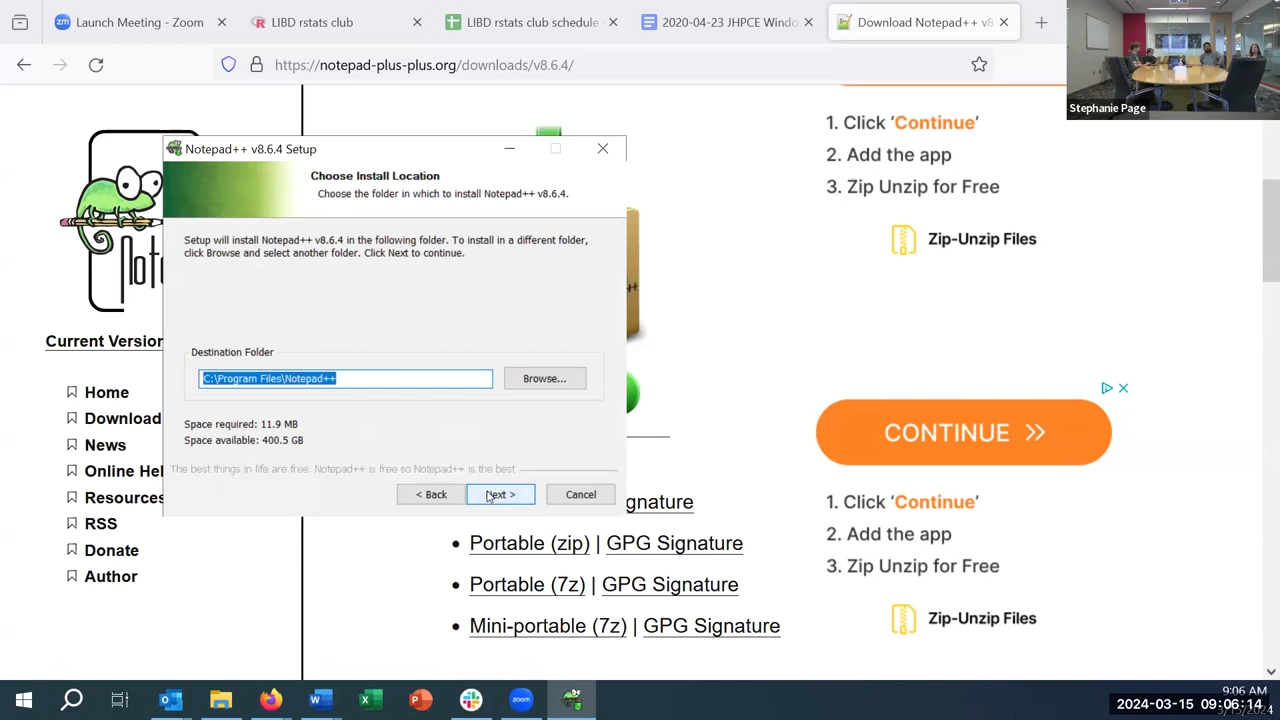 Launch Meeting - Zoom
LIBD rstats club
LIBD rstats club schedule
2020-04-23 JHPCE Windo
Download Notepad++ v8
https://notepad-plus-plus.org/downloads/v8.6.4/
Stephanie Page
Notepad++ v8.6.4 Setup
Choose Install Location
Choose the folder in which to install Notepad++ v8.6.4.
Setup will install Notepad++ v8.6.4 in the following folder. To install in a different folder,
click Browse and select another folder. Click Next to continue.
Destination Folder
C:\Program Files\Notepad++
Browse...
Space required: 11.9 MB
Space available: 400.5 GB
The best things in life are free. Notepad++ is free so Notepad++ is the best
< Back
Next >
Cancel
Note
Current Version
Home
Download
News
Online Hel
Resources
RSS
Donate
Author
gnature
Portable (zip) | GPG Signature
Portable (7z) | GPG Signature
Mini-portable (7z) | GPG Signature
1. Click ‘Continue’
2. Add the app
3. Zip Unzip for Free
Zip-Unzip Files
CONTINUE >>
1. Click ‘Continue’
2. Add the app
3. Zip Unzip for Free
Zip-Unzip Files
9:06 AM
2024-03-15 09:06:14